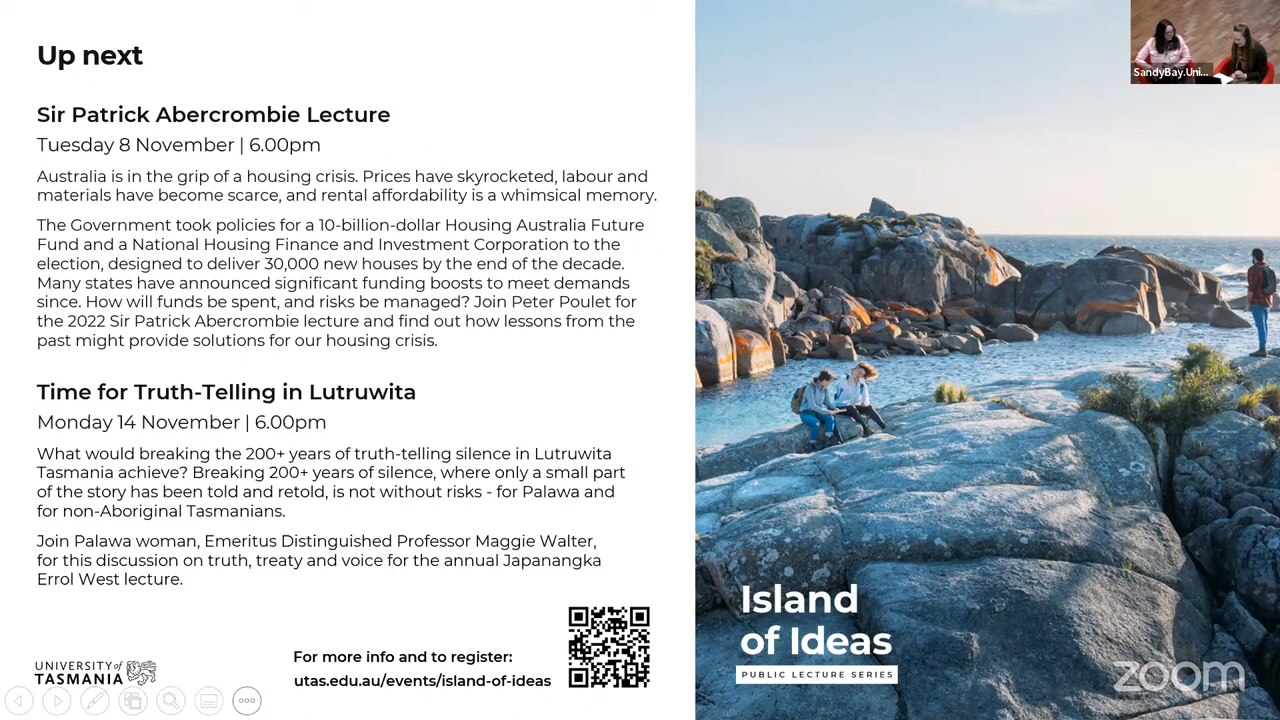 Up next
Sir Patrick Abercrombie Lecture
Tuesday 8 November | 6.00pm
Australia is in the grip of a housing crisis. Prices have skyrocketed, labour and
materials have become scarce, and rental affordability is a whimsical memory.
The Government took policies for a 10-billion-dollar Housing Australia Future
Fund and a National Housing Finance and Investment Corporation to the
election, designed to deliver 30,000 new houses by the end of the decade.
Many states have announced significant funding boosts to meet demands
since. How will funds be spent, and risks be managed? Join Peter Poulet for
the 2022 Sir Patrick Abercrombie lecture and find out how lessons from the
past might provide solutions for our housing crisis.
Time for Truth-Telling in Lutruwita
Monday 14 November | 6.00pm
What would breaking the 200+ years of truth-telling silence in Lutruwita
Tasmania achieve? Breaking 200+ years of silence, where only a small part
of the story has been told and retold, is not without risks - for Palawa and
for non-Aboriginal Tasmanians.
Join Palawa woman, Emeritus Distinguished Professor Maggie Walter,
for this discussion on truth, treaty and voice for the annual Japanangka
Errol West lecture.
UNIVERSITY of
TASMANIA
For more info and to register:
utas.edu.au/events/island-of-ideas
SandyBay.Uni...
Island
of Ideas
PUBLIC LECTURE SERIES
zoom